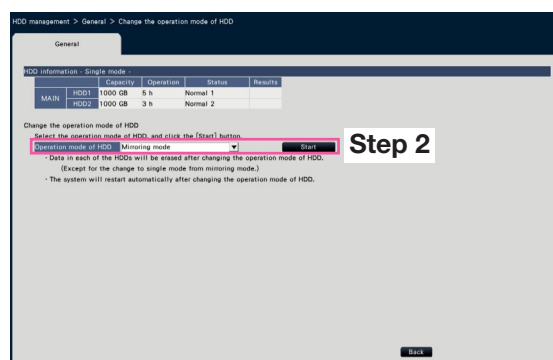 HDD management > General > Change the operation mode of HDD
General
HDD information - Single mode -
Capacity Operation Status Results
MAIN HDD1 1000 GB 5 h Normal 1
HDD2 1000 GB 3 h Normal 2
Change the operation mode of HDD
Select the operation mode of HDD, and click the [Start] button.
Operation mode of HDD Mirroring mode Start
Step 2
· Data in each of the HDDs will be erased after changing the operation mode of HDD.
(Except for the change to single mode from mirroring mode.)
· The system will restart automatically after changing the operation mode of HDD.
Back